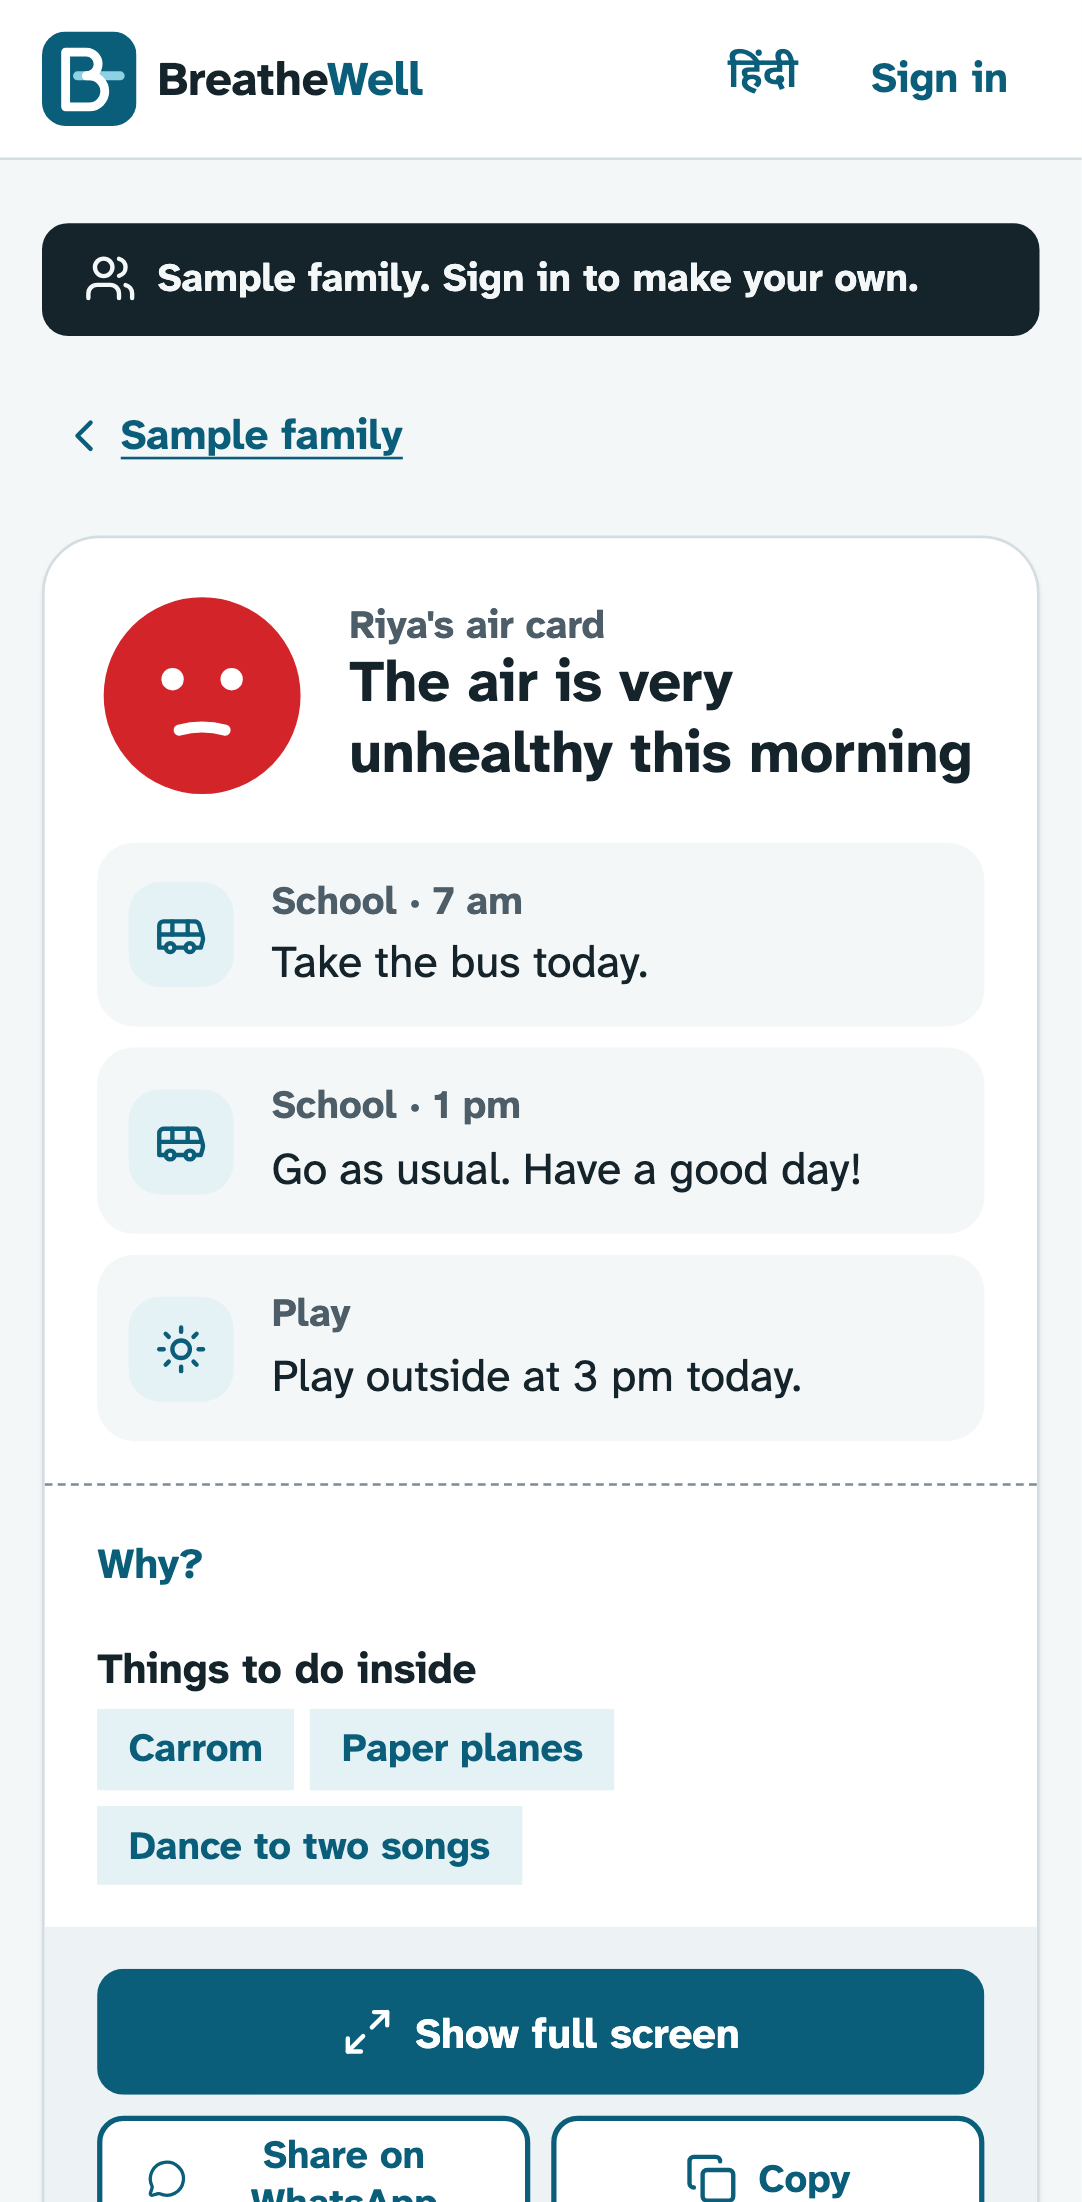 BreatheWell
हिंदी
Sign in
Sample family. Sign in to make your own.
Sample family
Riya's air card
The air is very
unhealthy this morning
School · 7 am
Take the bus today.
School · 1 pm
Go as usual. Have a good day!
Play
Play outside at 3 pm today.
Why?
Things to do inside
Carrom
Paper planes
Dance to two songs
Show full screen
Share on
WhatsApp
Copy